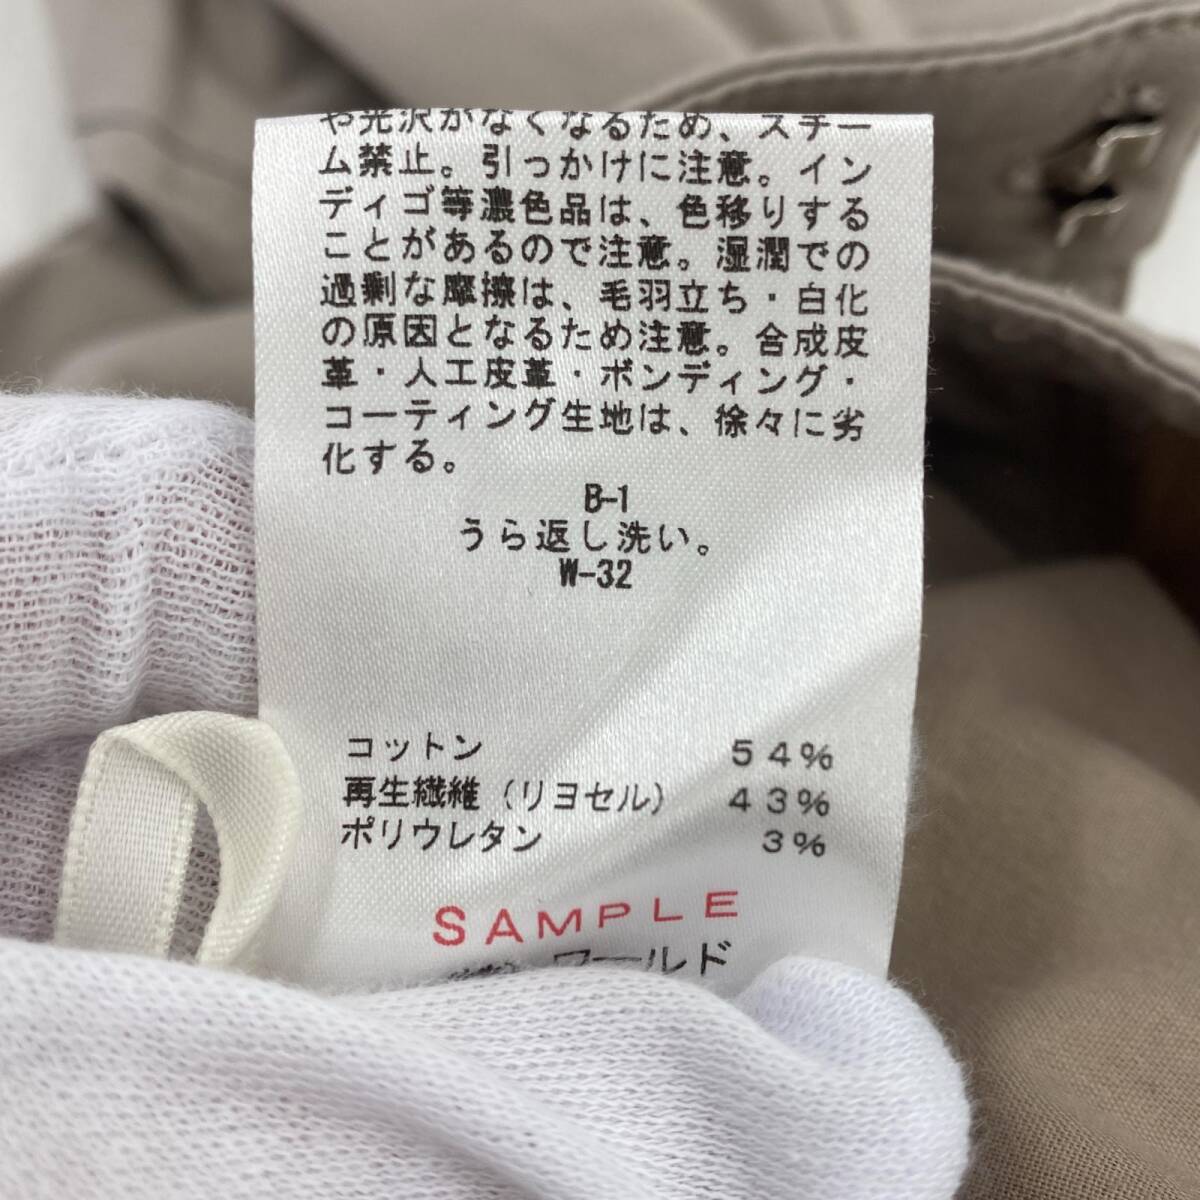 や光沢がなくなるため、スチー
ム禁止。引っかけに注意。イン
ディゴ等濃色品は、色移りする
ことがあるので注意。湿潤での
過剰な摩擦は、毛羽立ち・白化
の原因となるため注意。合成皮
革・人工皮革・ボンディング・
コーティング生地は、徐々に劣
化する。
B-1
うら返し洗い。
W-32
コットン 54%
再生繊維（リヨセル） 43%
ポリウレタン 3%
SAMPLE
ワールド